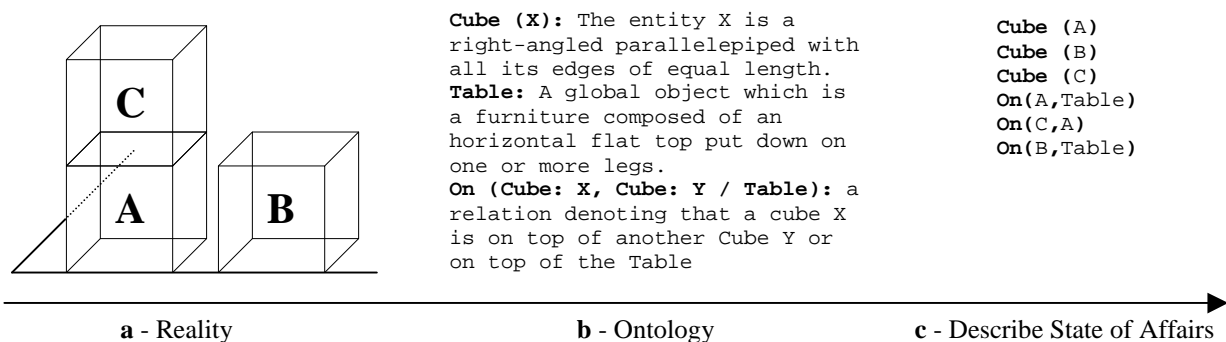 C
A
B
Cube (X): The entity X is a
right-angled parallelepiped with
all its edges of equal length.
Table: A global object which is
a furniture composed of an
horizontal flat top put down on
one or more legs.
On (Cube: X, Cube: Y / Table): a
relation denoting that a cube X
is on top of another Cube Y or
on top of the Table
Cube (A)
Cube (B)
Cube (C)
On(A,Table)
On(C,A)
On(B,Table)
a - Reality
b - Ontology
c - Describe State of Affairs